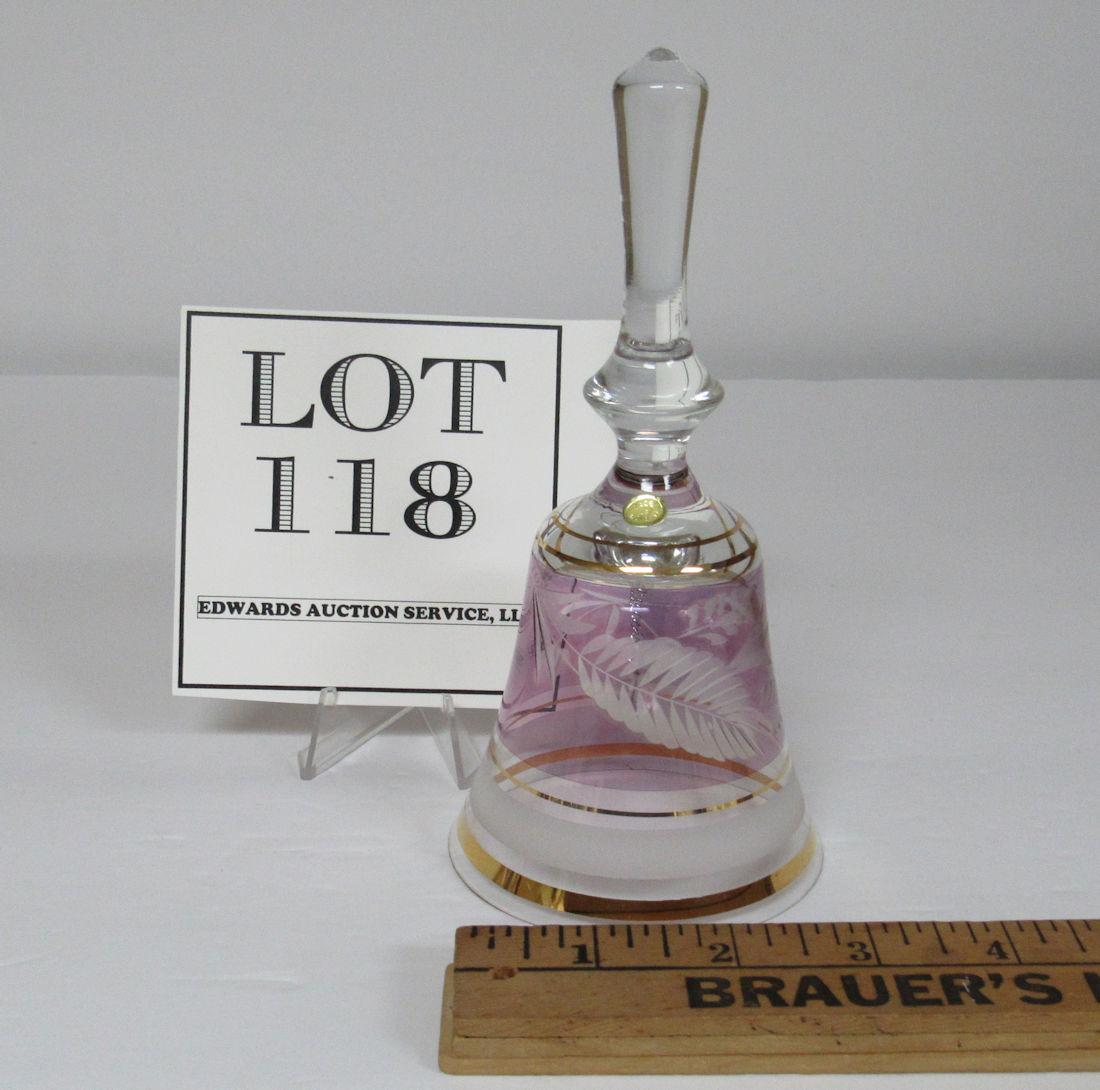 LOT
118
EDWARDS AUCTION SERVICE, LL
1 2 3 4
BRAUER'S